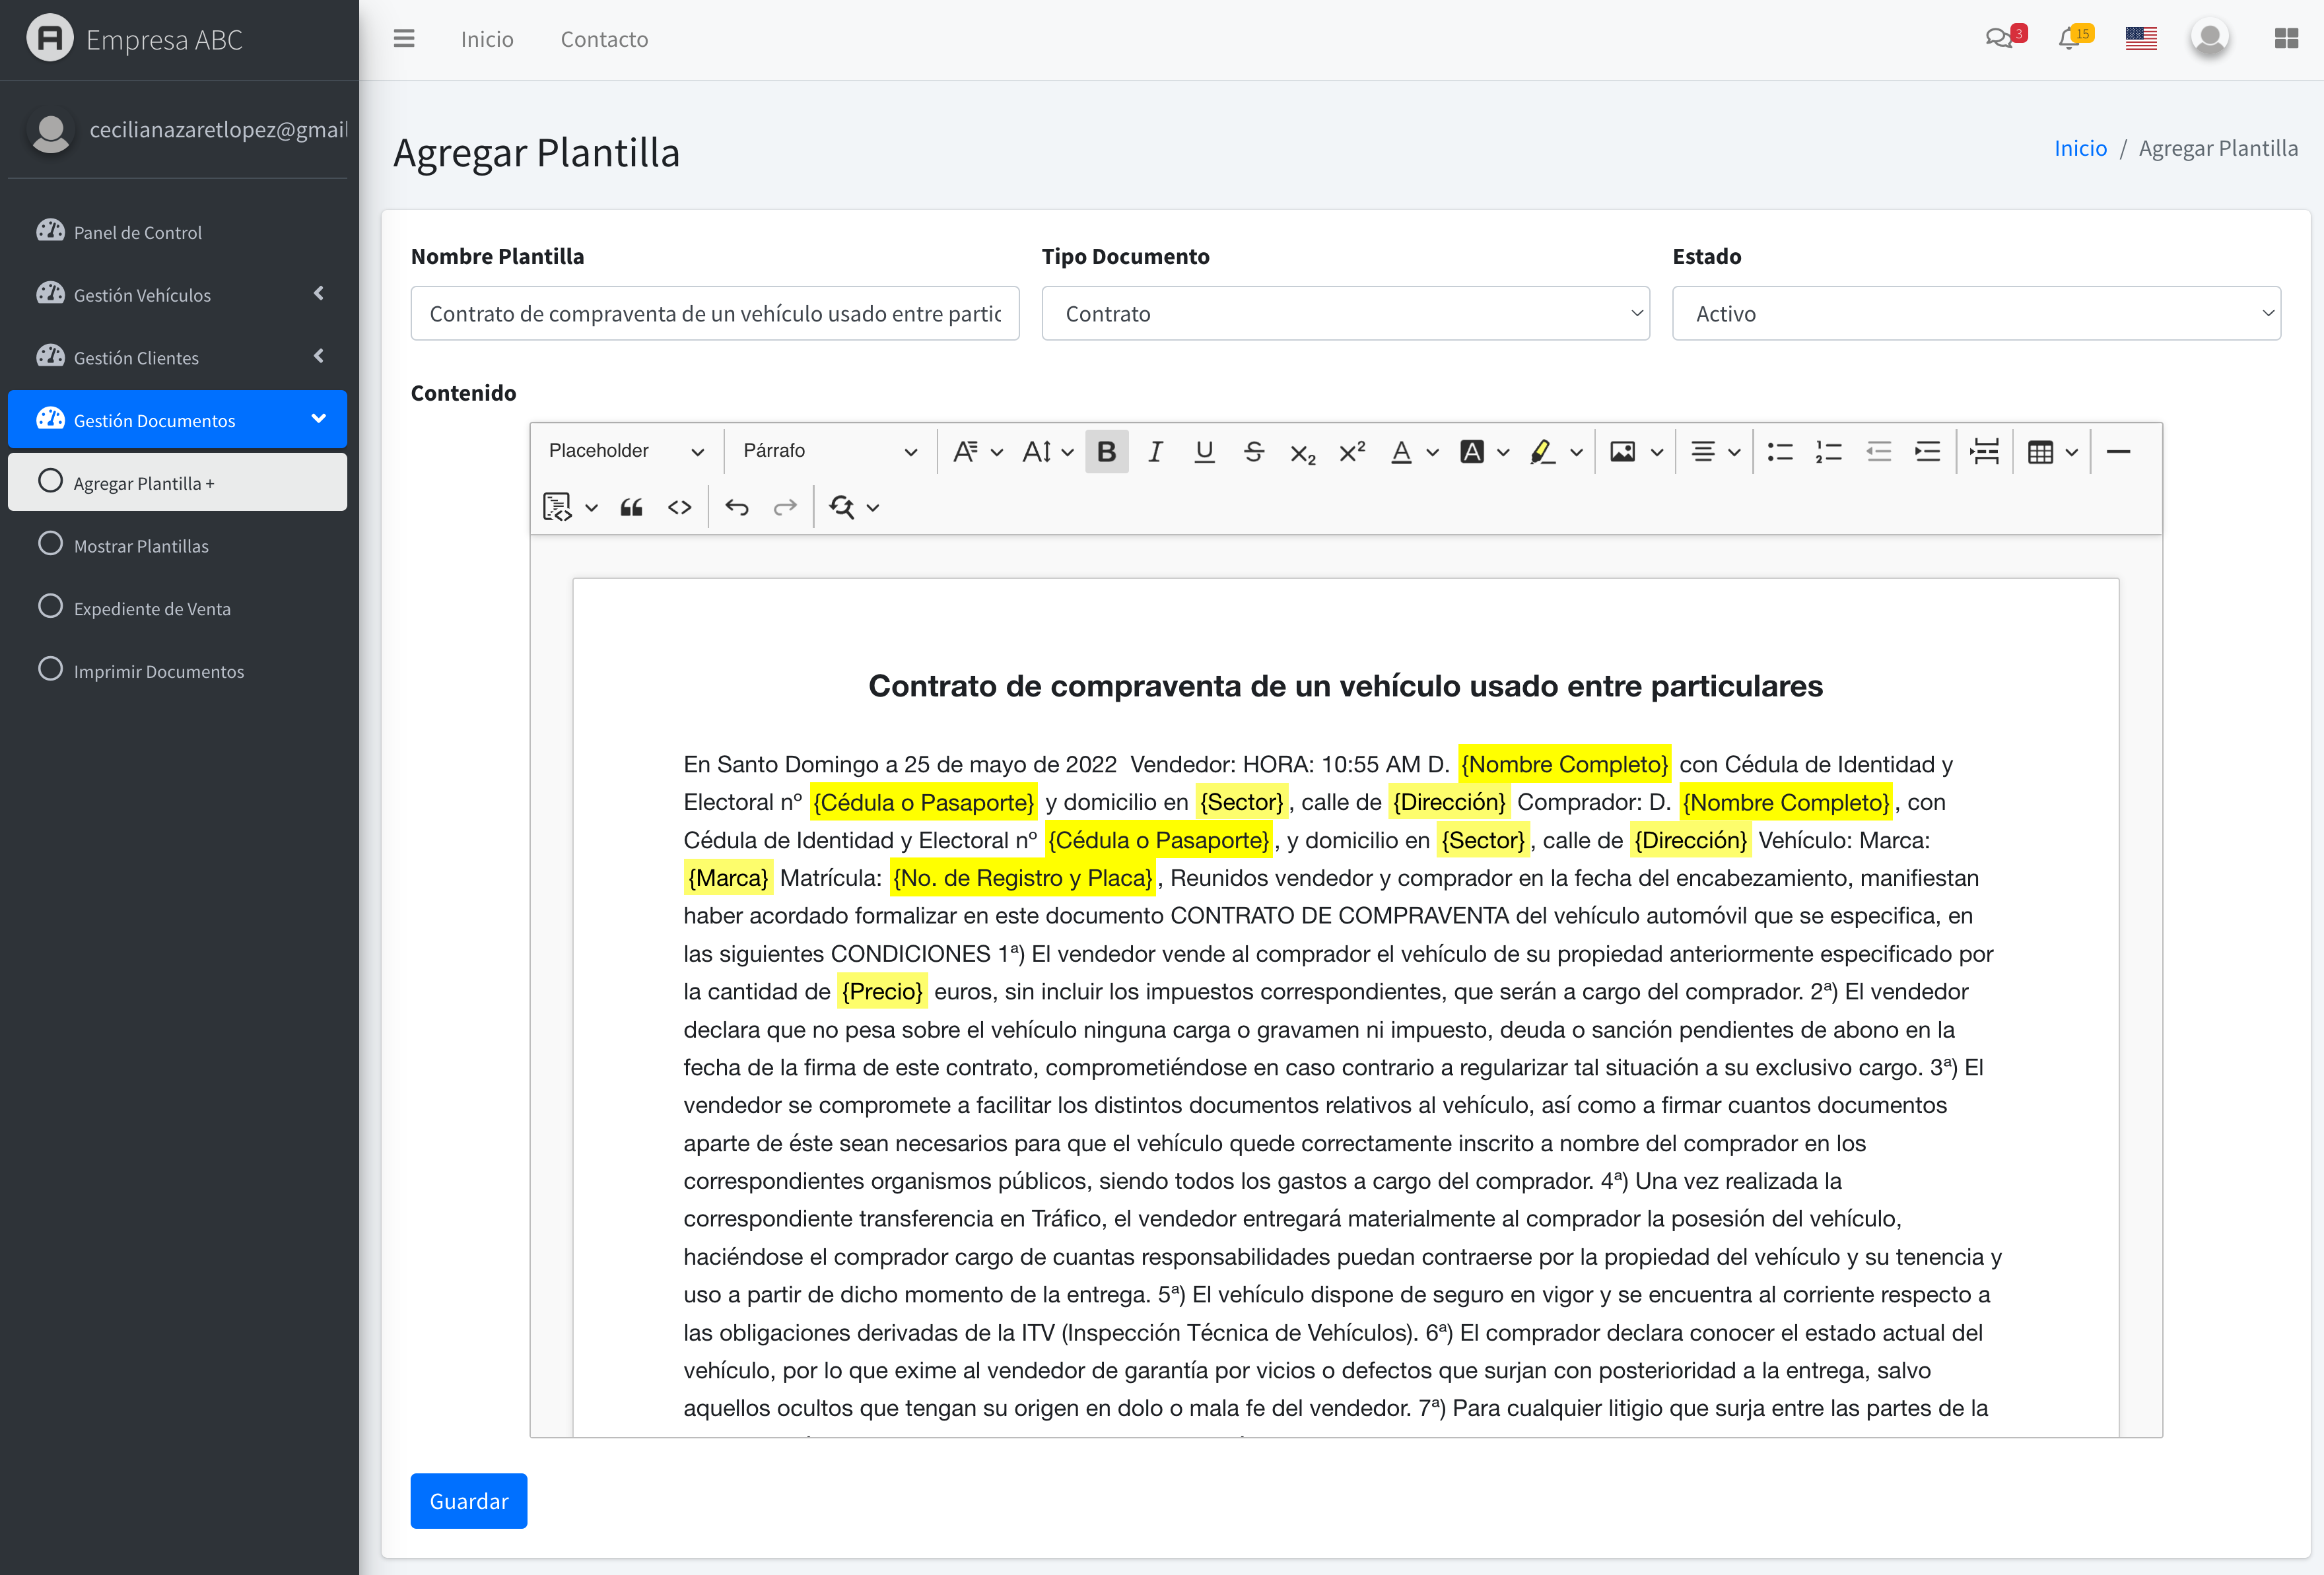 Empresa ABC
Inicio
Contacto
3
15
cecilianazaretlopez@gmail
Agregar Plantilla
Inicio / Agregar Plantilla
Panel de Control
Gestión Vehículos
Gestión Clientes
Gestión Documentos
Agregar Plantilla +
Mostrar Plantillas
Expediente de Venta
Imprimir Documentos
Nombre Plantilla
Tipo Documento
Estado
Contrato de compraventa de un vehículo usado entre partic
Contrato
Activo
Contenido
Placeholder
Párrafo
Contrato de compraventa de un vehículo usado entre particulares
En Santo Domingo a 25 de mayo de 2022  Vendedor: HORA: 10:55 AM D. {Nombre Completo} con Cédula de Identidad y
Electoral nº {Cédula o Pasaporte} y domicilio en {Sector}, calle de {Dirección} Comprador: D. {Nombre Completo}, con
Cédula de Identidad y Electoral nº {Cédula o Pasaporte}, y domicilio en {Sector}, calle de {Dirección} Vehículo: Marca:
{Marca} Matrícula: {No. de Registro y Placa}, Reunidos vendedor y comprador en la fecha del encabezamiento, manifiestan
haber acordado formalizar en este documento CONTRATO DE COMPRAVENTA del vehículo automóvil que se especifica, en
las siguientes CONDICIONES 1ª) El vendedor vende al comprador el vehículo de su propiedad anteriormente especificado por
la cantidad de {Precio} euros, sin incluir los impuestos correspondientes, que serán a cargo del comprador. 2ª) El vendedor
declara que no pesa sobre el vehículo ninguna carga o gravamen ni impuesto, deuda o sanción pendientes de abono en la
fecha de la firma de este contrato, comprometiéndose en caso contrario a regularizar tal situación a su exclusivo cargo. 3ª) El
vendedor se compromete a facilitar los distintos documentos relativos al vehículo, así como a firmar cuantos documentos
aparte de éste sean necesarios para que el vehículo quede correctamente inscrito a nombre del comprador en los
correspondientes organismos públicos, siendo todos los gastos a cargo del comprador. 4ª) Una vez realizada la
correspondiente transferencia en Tráfico, el vendedor entregará materialmente al comprador la posesión del vehículo,
haciéndose el comprador cargo de cuantas responsabilidades puedan contraerse por la propiedad del vehículo y su tenencia y
uso a partir de dicho momento de la entrega. 5ª) El vehículo dispone de seguro en vigor y se encuentra al corriente respecto a
las obligaciones derivadas de la ITV (Inspección Técnica de Vehículos). 6ª) El comprador declara conocer el estado actual del
vehículo, por lo que exime al vendedor de garantía por vicios o defectos que surjan con posterioridad a la entrega, salvo
aquellos ocultos que tengan su origen en dolo o mala fe del vendedor. 7ª) Para cualquier litigio que surja entre las partes de la
Guardar